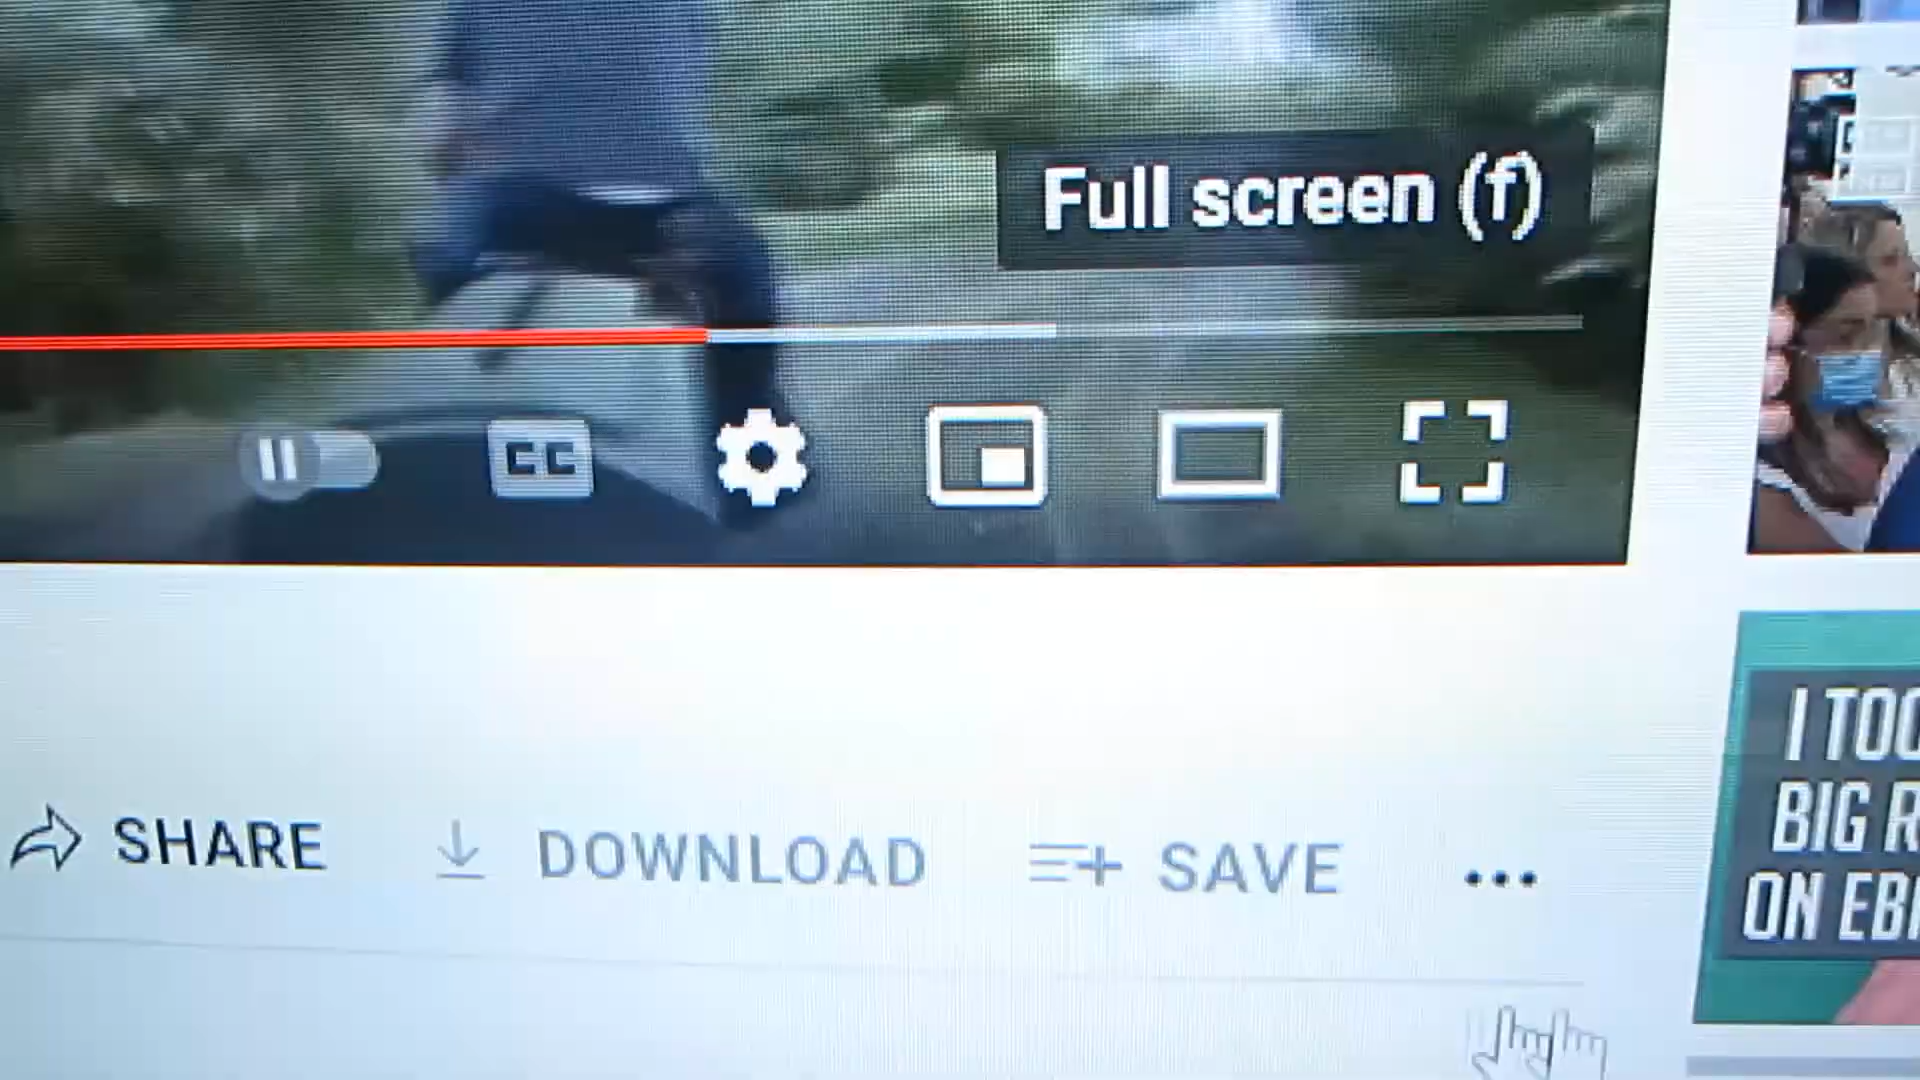 Full screen (f)
CC
SHARE
DOWNLOAD
SAVE
I TOO
BIG R
ON EB